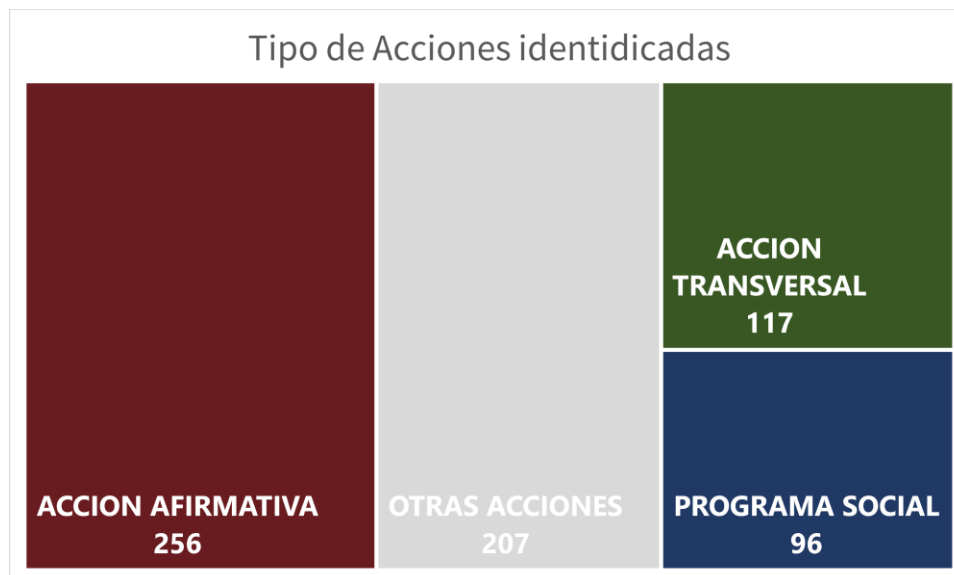 Tipo de Acciones identidicadas
ACCION AFIRMATIVA
256
OTRAS ACCIONES
207
ACCION
TRANSVERSAL
117
PROGRAMA SOCIAL
96